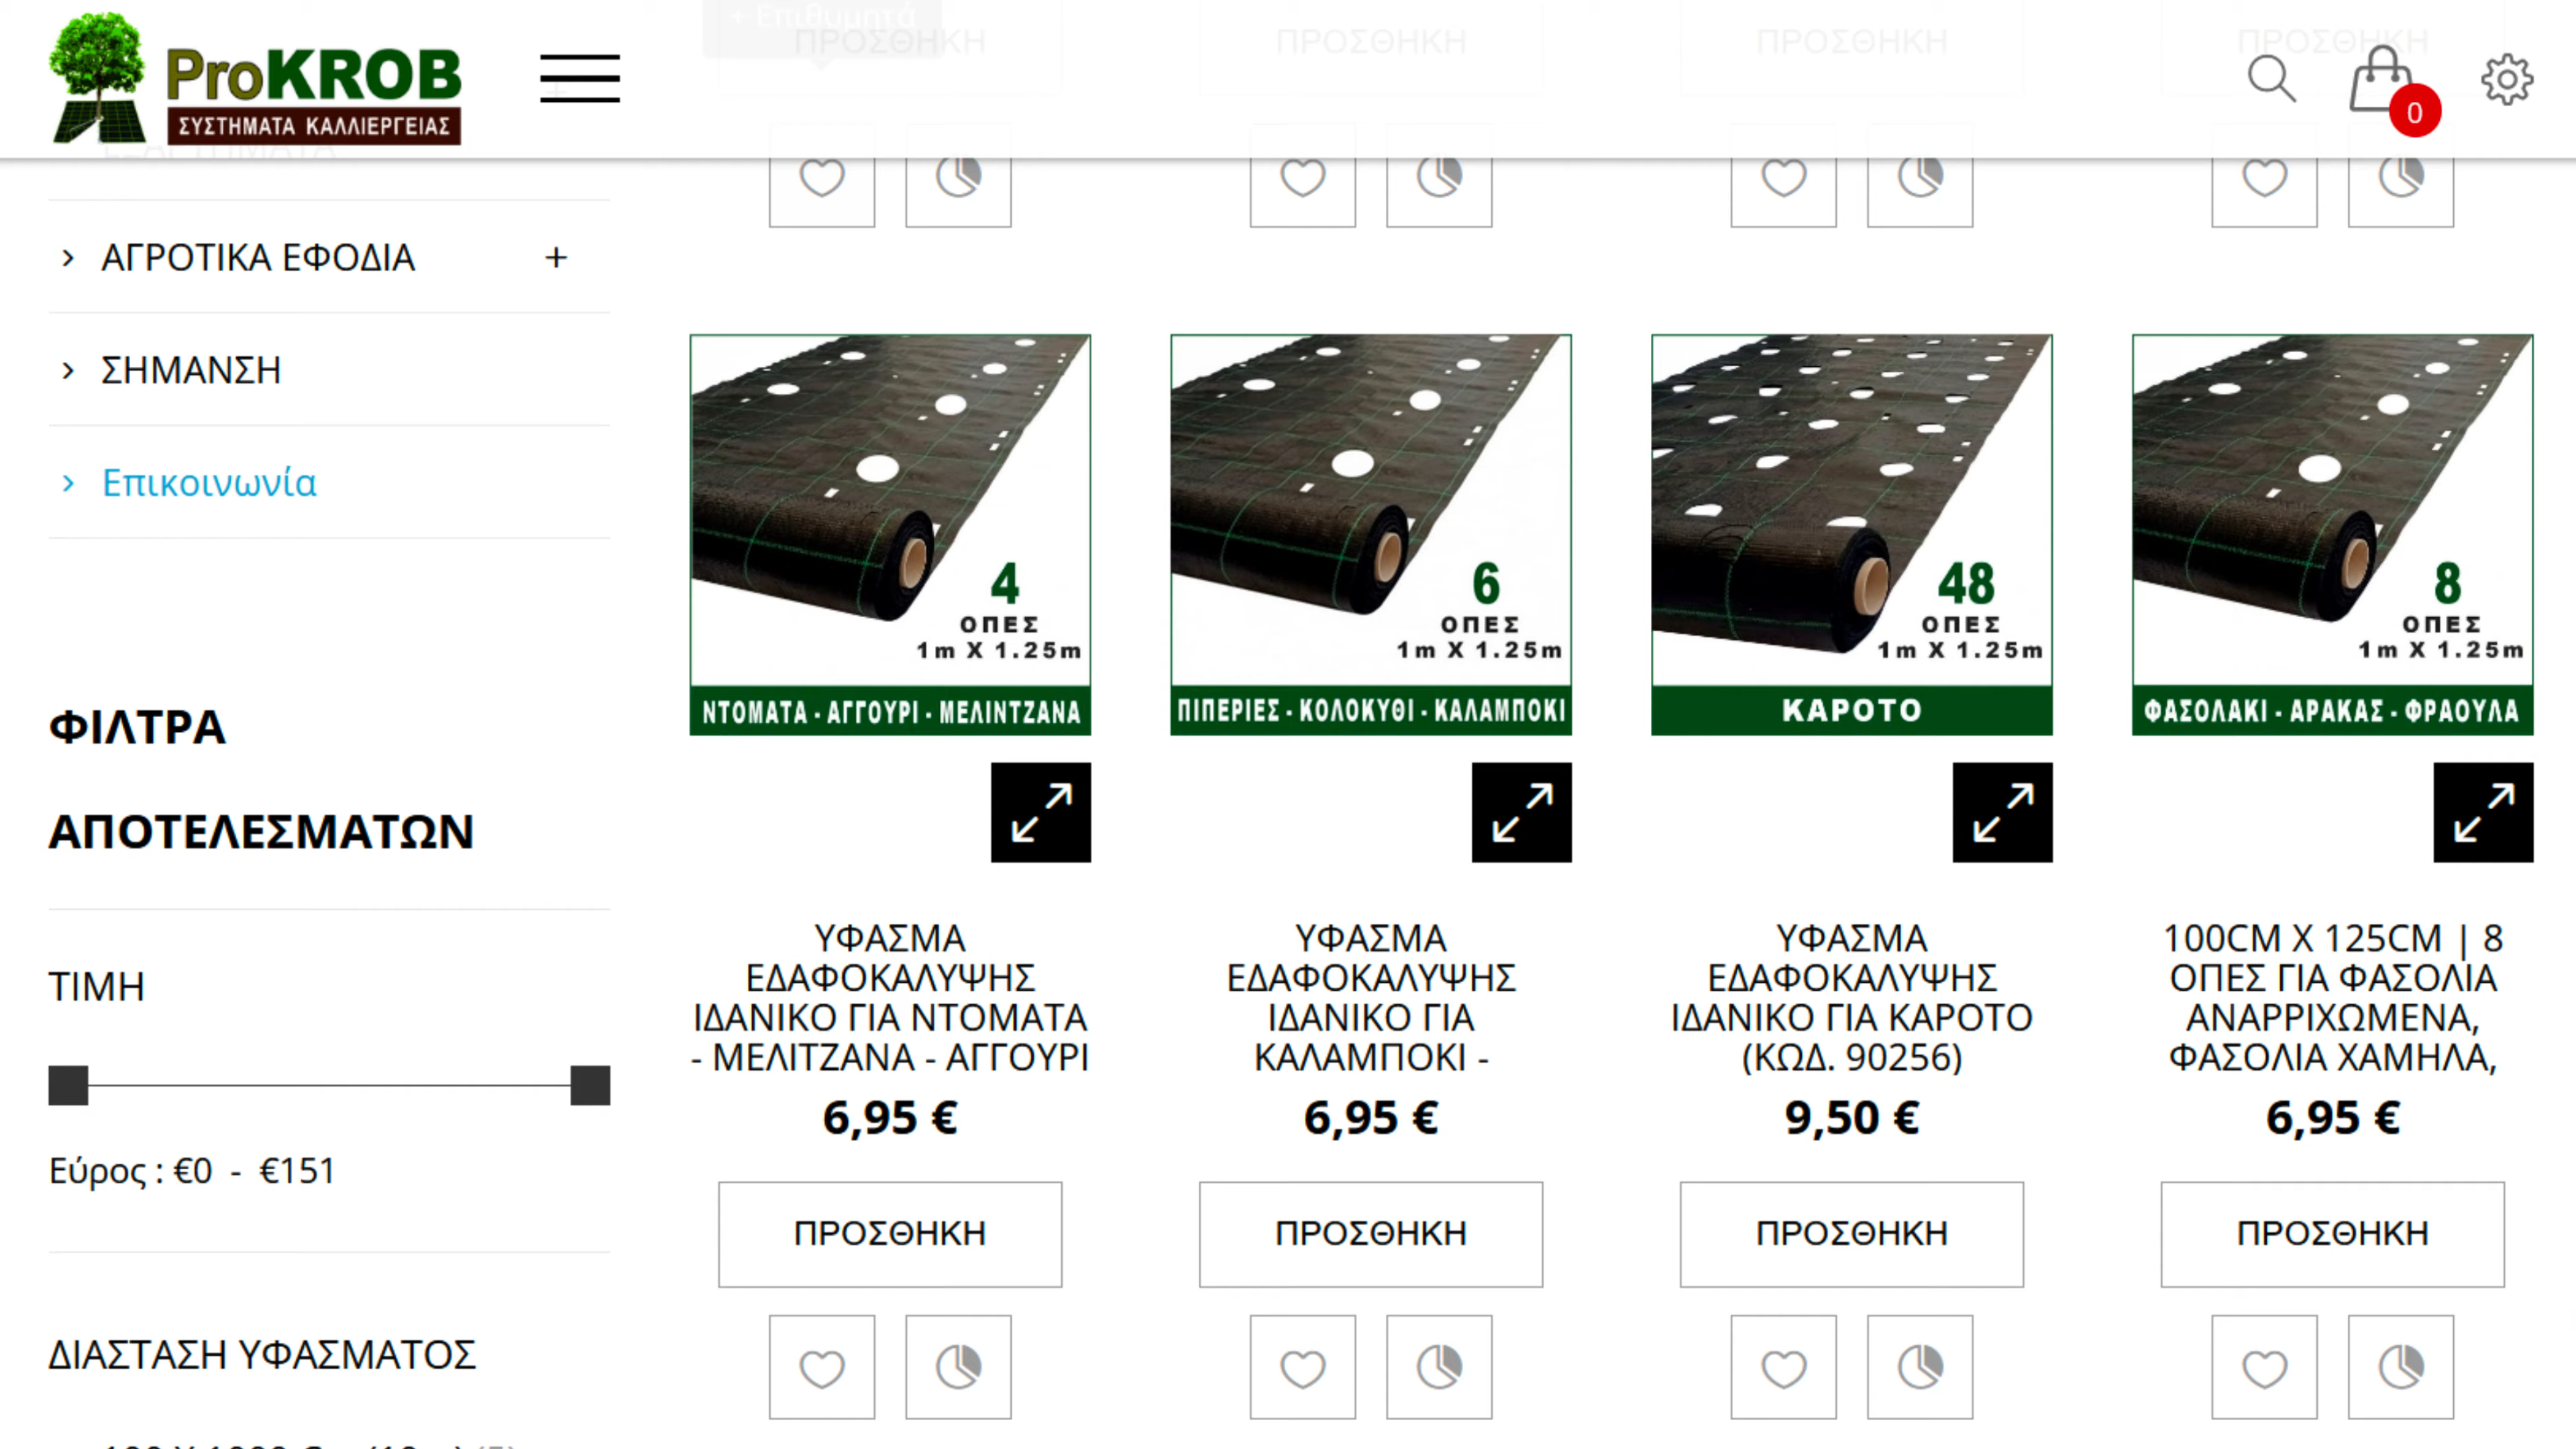 ProKROB
ΣΥΣΤΗΜΑΤΑ ΚΑΛΛΙΕΡΓΕΙΑΣ
+ Επιθυμητά
ΠΡΟΣΘΗΚΗ
ΠΡΟΣΘΗΚΗ
ΠΡΟΣΘΗΚΗ
ΠΡΟΣΘΗΚΗ
0
ΑΓΡΟΤΙΚΑ ΕΦΟΔΙΑ +
ΣΗΜΑΝΣΗ
Επικοινωνία
ΦΙΛΤΡΑ
ΑΠΟΤΕΛΕΣΜΑΤΩΝ
ΤΙΜΗ
Εύρος : €0 - €151
ΔΙΑΣΤΑΣΗ ΥΦΑΣΜΑΤΟΣ
4
ΟΠΕΣ
1m X 1.25m
ΝΤΟΜΑΤΑ - ΑΓΓΟΥΡΙ - ΜΕΛΙΝΤΖΑΝΑ
ΥΦΑΣΜΑ
ΕΔΑΦΟΚΑΛΥΨΗΣ
ΙΔΑΝΙΚΟ ΓΙΑ ΝΤΟΜΑΤΑ
- ΜΕΛΙΤΖΑΝΑ - ΑΓΓΟΥΡΙ
6,95 €
ΠΡΟΣΘΗΚΗ
6
ΟΠΕΣ
1m X 1.25m
ΠΙΠΕΡΙΕΣ - ΚΟΛΟΚΥΘΙ - ΚΑΛΑΜΠΟΚΙ
ΥΦΑΣΜΑ
ΕΔΑΦΟΚΑΛΥΨΗΣ
ΙΔΑΝΙΚΟ ΓΙΑ
ΚΑΛΑΜΠΟΚΙ -
6,95 €
ΠΡΟΣΘΗΚΗ
48
ΟΠΕΣ
1m X 1.25m
ΚΑΡΟΤΟ
ΥΦΑΣΜΑ
ΕΔΑΦΟΚΑΛΥΨΗΣ
ΙΔΑΝΙΚΟ ΓΙΑ ΚΑΡΟΤΟ
(ΚΩΔ. 90256)
9,50 €
ΠΡΟΣΘΗΚΗ
8
ΟΠΕΣ
1m X 1.25m
ΦΑΣΟΛΑΚΙ - ΑΡΑΚΑΣ - ΦΡΑΟΥΛΑ
100CM X 125CM | 8
ΟΠΕΣ ΓΙΑ ΦΑΣΟΛΙΑ
ΑΝΑΡΡΙΧΩΜΕΝΑ,
ΦΑΣΟΛΙΑ ΧΑΜΗΛΑ,
6,95 €
ΠΡΟΣΘΗΚΗ